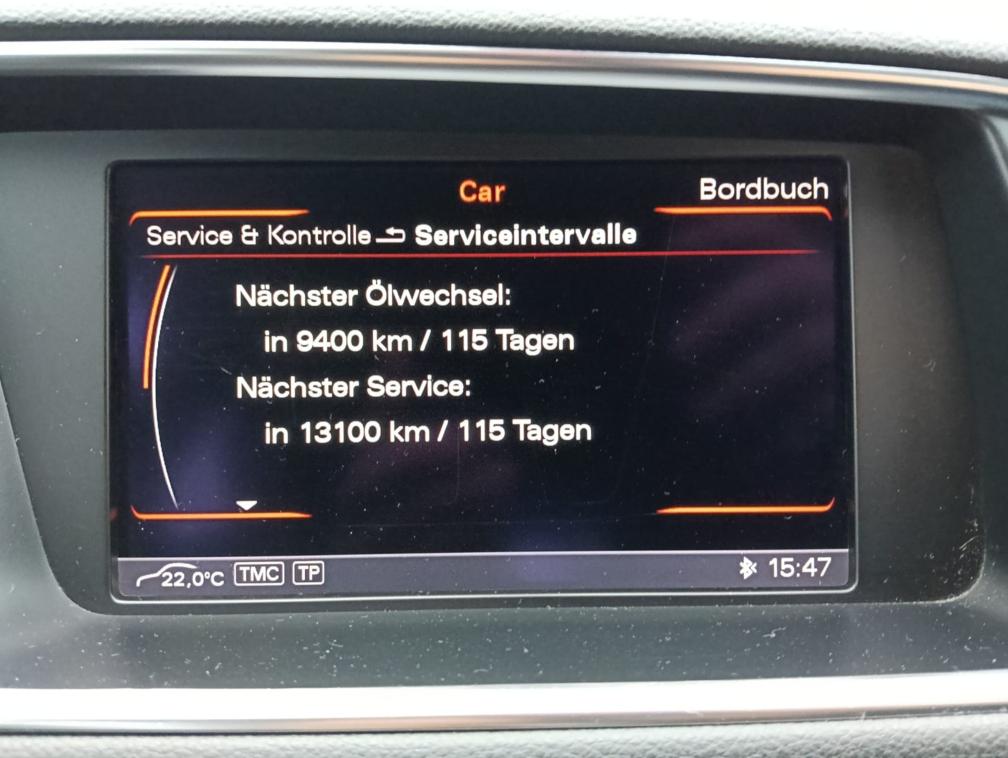 Car
Bordbuch
Service & Kontrolle Serviceintervalle
Nächster Ölwechsel:
in 9400 km / 115 Tagen
Nächster Service:
in 13100 km / 115 Tagen
22,0°C TMC TP 15:47